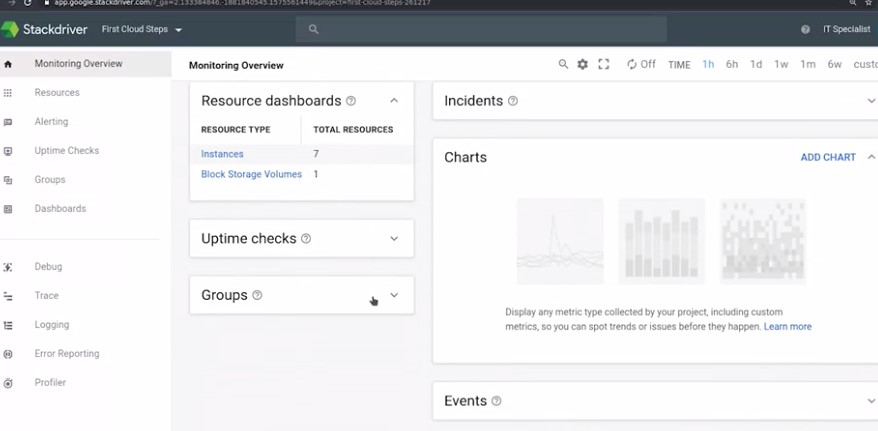 app.google.stackdriver.com/?_ga=2.133384846.-1881840545.1575561449&project=first-cloud-steps-261217
Stackdriver
First Cloud Steps
IT Specialist
Monitoring Overview
Resources
Alerting
Uptime Checks
Groups
Dashboards
Debug
Trace
Logging
Error Reporting
Profiler
Monitoring Overview
Off TIME 1h 6h 1d 1w 1m 6w custo
Resource dashboards
RESOURCE TYPE TOTAL RESOURCES
Instances 7
Block Storage Volumes 1
Uptime checks
Groups
Incidents
Charts ADD CHART
Display any metric type collected by your project, including custom
metrics, so you can spot trends or issues before they happen. Learn more
Events